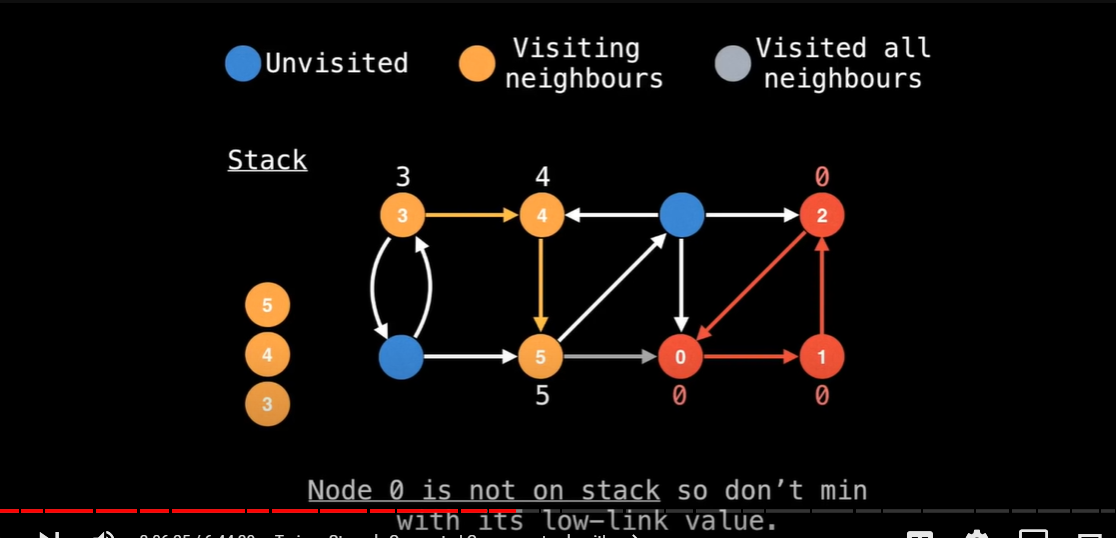 Unvisited
Visiting
neighbours
Visited all
neighbours
Stack
3
4
0
3
4
2
5
4
3
5
0
1
5
0
0
Node 0 is not on stack so don’t min
with its low-link value.